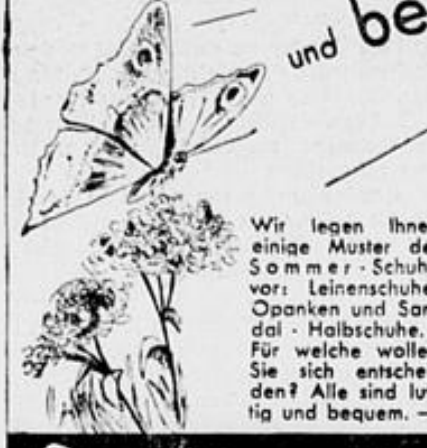 und be
Wir legen Ihne
einige Muster de
Sommer-Schuh
vor: Leinenschuhe
Opanken und San
dal-Halbschuhe.
Für welche wolle
Sie sich entsche
den? Alle sind luf
tig und bequem. –